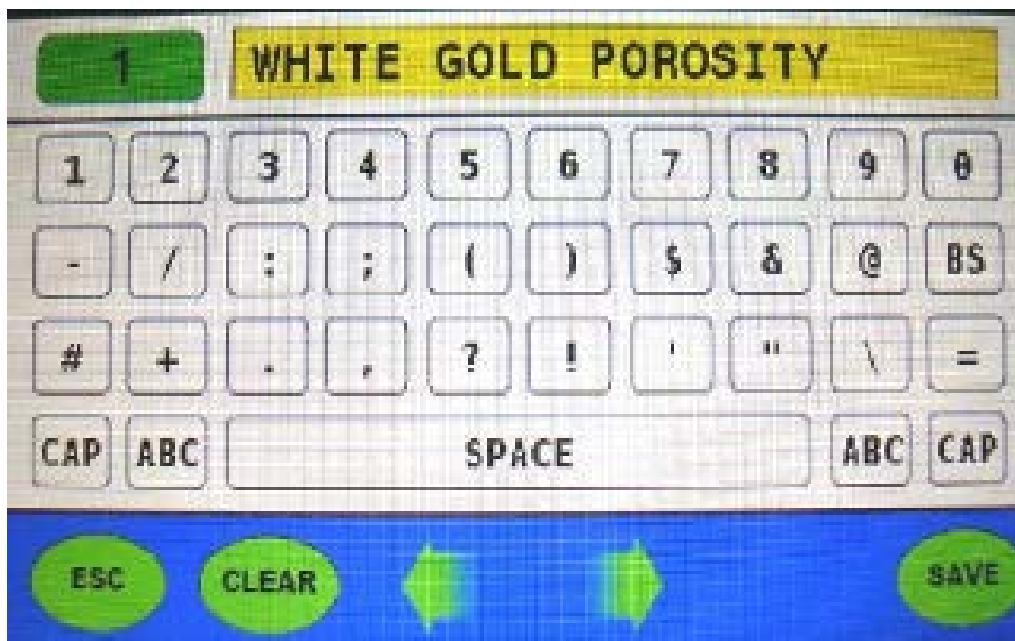 1 WHITE GOLD POROSITY
1 2 3 4 5 6 7 8 9 0
- / : ; ( ) $ & @ BS
# + . , ? ! ' " \ =
CAP ABC SPACE ABC CAP
ESC CLEAR SAVE